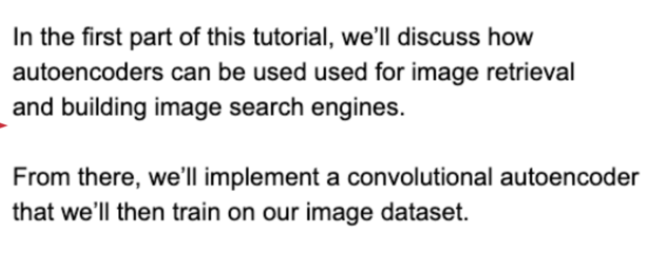 In the first part of this tutorial, we'll discuss how
autoencoders can be used used for image retrieval
and building image search engines.
From there, we'll implement a convolutional autoencoder
that we'll then train on our image dataset.